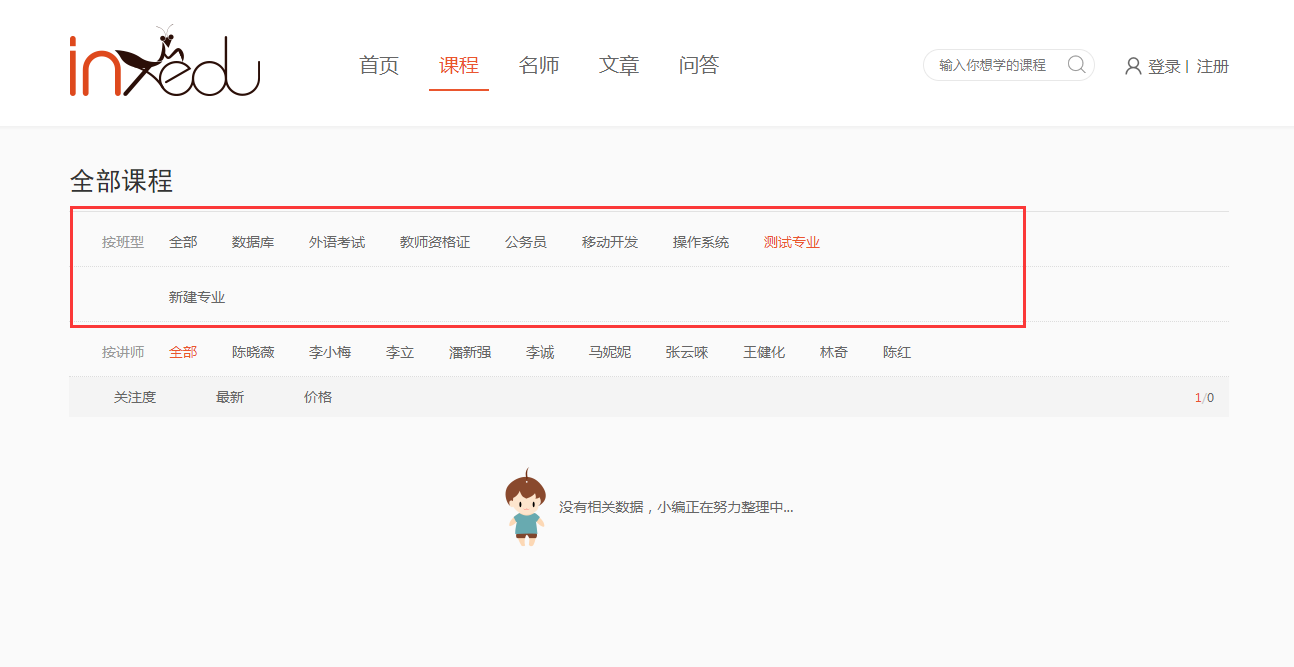 inxedu
首页 课程 名师 文章 问答 输入你想学的课程 登录 | 注册
全部课程
按班型 全部 数据库 外语考试 教师资格证 公务员 移动开发 操作系统 测试专业
新建专业
按讲师 全部 陈晓薇 李小梅 李立 潘新强 李诚 马妮妮 张云唻 王健化 林奇 陈红
关注度 最新 价格 1/0
没有相关数据，小编正在努力整理中...